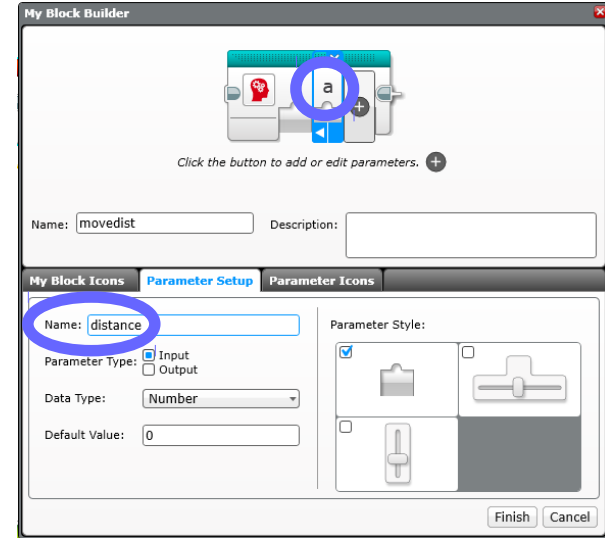 My Block Builder
a
Click the button to add or edit parameters.
Name: movedist Description:
My Block Icons Parameter Setup Parameter Icons
Name: distance Parameter Style:
Parameter Type: Input
Output
Data Type: Number
Default Value: 0
Finish Cancel